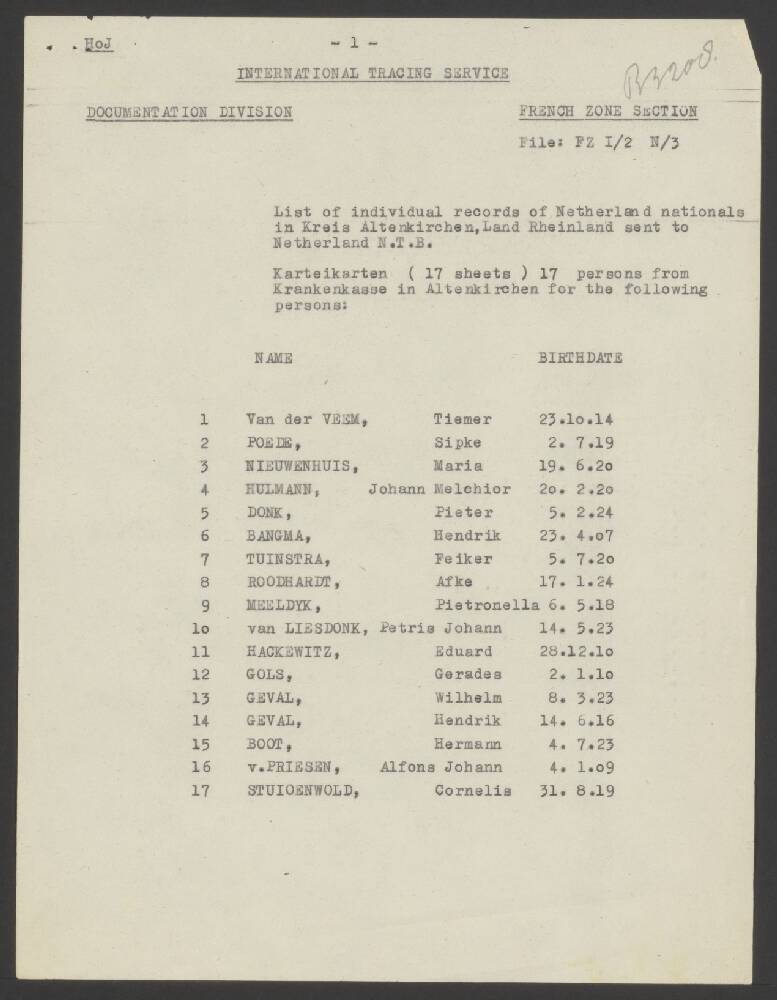 HoJ
- 1 -
B3208.
INTERNATIONAL TRACING SERVICE
DOCUMENTATION DIVISION FRENCH ZONE SECTION
File: FZ I/2 N/3
List of individual records of Netherland nationals
in Kreis Altenkirchen,Land Rheinland sent to
Netherland N.T.B.
Karteikarten ( 17 sheets ) 17 persons from
Krankenkasse in Altenkirchen for the following
persons:
NAME BIRTHDATE
1 Van der VEEM, Tiemer 23.1o.14
2 POEDE, Sipke 2. 7.19
3 NIEUWENHUIS, Maria 19. 6.2o
4 HULMANN, Johann Melchior 2o. 2.2o
5 DONK, Pieter 5. 2.24
6 BANGMA, Hendrik 23. 4.o7
7 TUINSTRA, Feiker 5. 7.2o
8 ROODHARDT, Afke 17. 1.24
9 MEELDYK, Pietronella 6. 5.18
1o van LIESDONK, Petris Johann 14. 5.23
11 HACKEWITZ, Eduard 28.12.1o
12 GOLS, Gerades 2. 1.1o
13 GEVAL, Wilhelm 8. 3.23
14 GEVAL, Hendrik 14. 6.16
15 BOOT, Hermann 4. 7.23
16 v.PRIESEN, Alfons Johann 4. 1.o9
17 STUIOENWOLD, Cornelis 31. 8.19